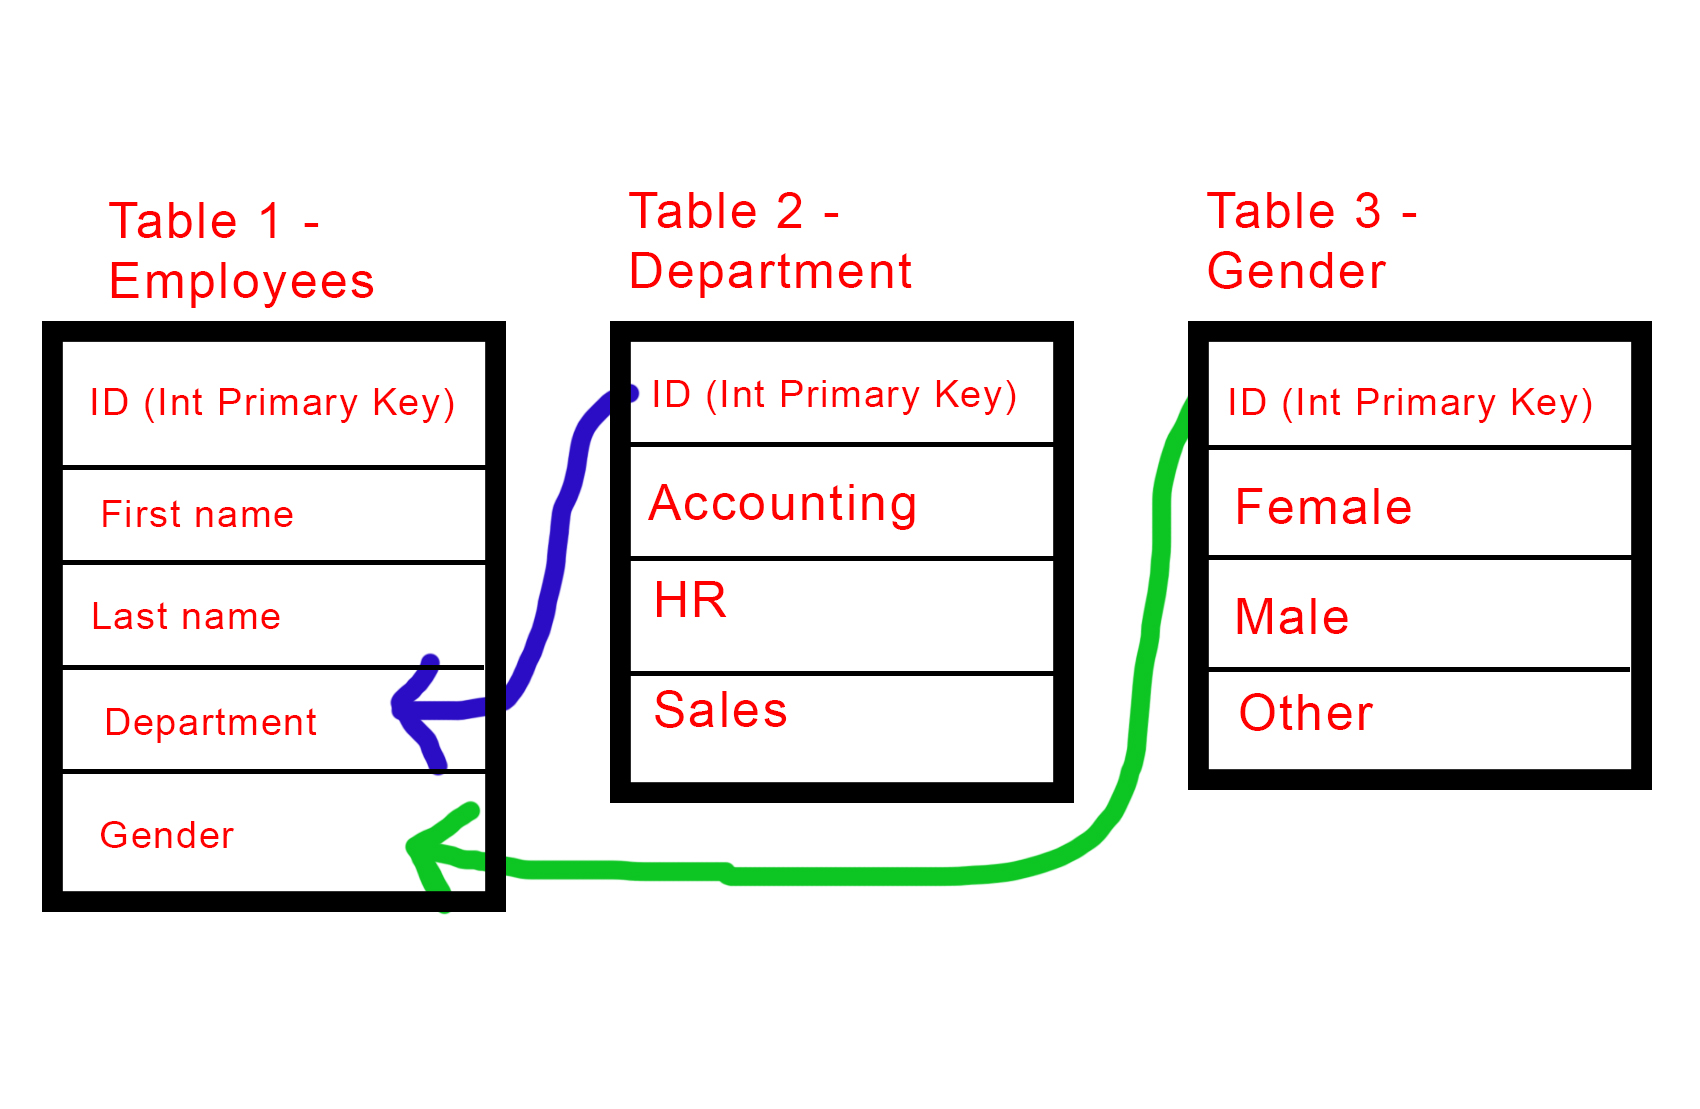 Table 1 -
Employees
ID (Int Primary Key)
First name
Last name
Department
Gender
Table 2 -
Department
ID (Int Primary Key)
Accounting
HR
Sales
Table 3 -
Gender
ID (Int Primary Key)
Female
Male
Other